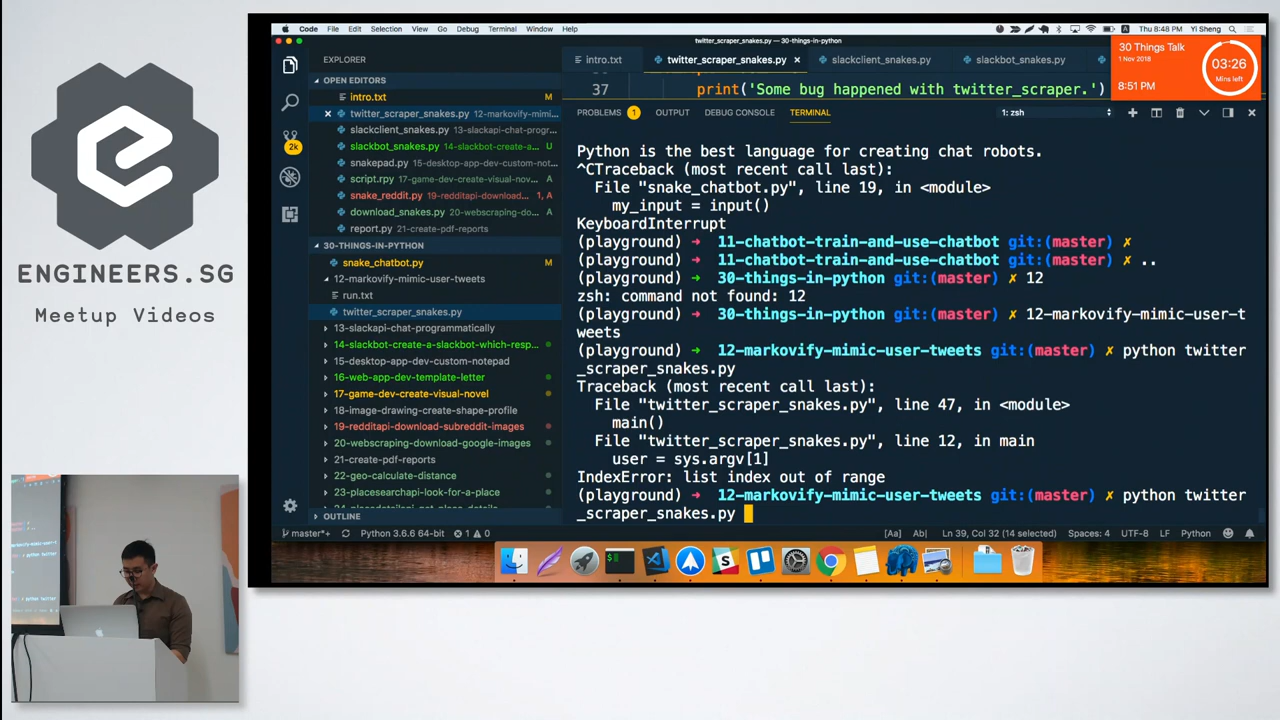 Code File Edit Selection View Go Debug Terminal Window Help
Thu 8:48 PM Yi Sheng
twitter_scraper_snakes.py — 30-things-in-python
30 Things Talk
1 Nov 2018
8:51 PM
03:26
Mins left
EXPLORER
OPEN EDITORS
intro.txt M
twitter_scraper_snakes.py 12-markovify-mimi...
slackclient_snakes.py 13-slackapi-chat-progr...
slackbot_snakes.py 14-slackbot-create-a... U
snakepad.py 15-desktop-app-dev-custom-not...
script.rpy 17-game-dev-create-visual-nov... A
snake_reddit.py 19-redditapi-download... 1, A
download_snakes.py 20-webscraping-do... A
report.py 21-create-pdf-reports
30-THINGS-IN-PYTHON
snake_chatbot.py M
12-markovify-mimic-user-tweets
run.txt
twitter_scraper_snakes.py
13-slackapi-chat-programmatically
14-slackbot-create-a-slackbot-which-resp...
15-desktop-app-dev-custom-notepad
16-web-app-dev-template-letter
17-game-dev-create-visual-novel
18-image-drawing-create-shape-profile
19-redditapi-download-subreddit-images
20-webscraping-download-google-images
21-create-pdf-reports
22-geo-calculate-distance
23-placesearchapi-look-for-a-place
OUTLINE
2k
intro.txt twitter_scraper_snakes.py × slackclient_snakes.py slackbot_snakes.py
37 print('Some bug happened with twitter_scraper.')
PROBLEMS 1 OUTPUT DEBUG CONSOLE TERMINAL 1: zsh
Python is the best language for creating chat robots.
^CTraceback (most recent call last):
File "snake_chatbot.py", line 19, in <module>
my_input = input()
KeyboardInterrupt
(playground) ➜ 11-chatbot-train-and-use-chatbot git:(master) ✗
(playground) ➜ 11-chatbot-train-and-use-chatbot git:(master) ✗ ..
(playground) ➜ 30-things-in-python git:(master) ✗ 12
zsh: command not found: 12
(playground) ➜ 30-things-in-python git:(master) ✗ 12-markovify-mimic-user-t
weets
(playground) ➜ 12-markovify-mimic-user-tweets git:(master) ✗ python twitter
_scraper_snakes.py
Traceback (most recent call last):
File "twitter_scraper_snakes.py", line 47, in <module>
main()
File "twitter_scraper_snakes.py", line 12, in main
user = sys.argv[1]
IndexError: list index out of range
(playground) ➜ 12-markovify-mimic-user-tweets git:(master) ✗ python twitter
_scraper_snakes.py
master*+ Python 3.6.6 64-bit 1 0 [Aa] Ab| Ln 39, Col 32 (14 selected) Spaces: 4 UTF-8 LF Python
ENGINEERS.SG
Meetup Videos